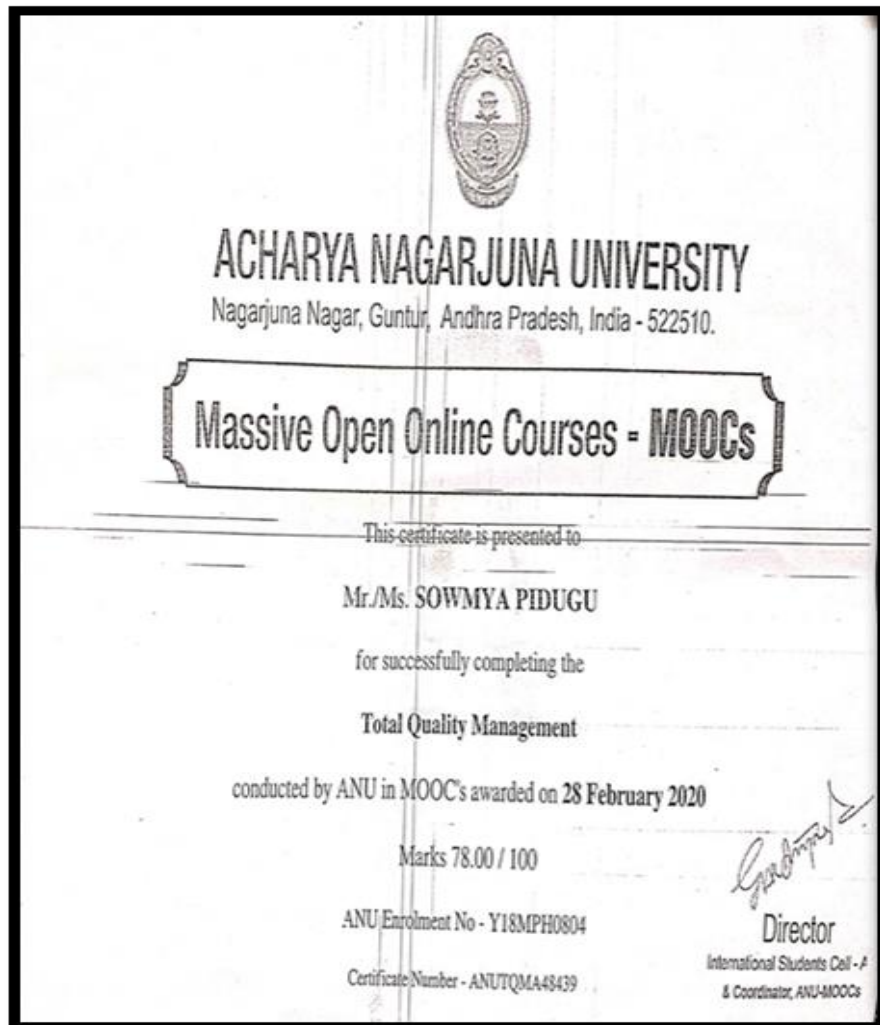 ACHARYA NAGARJUNA UNIVERSITY
Nagarjuna Nagar, Guntur, Andhra Pradesh, India - 522510.
Massive Open Online Courses - MOOCs
This certificate is presented to
Mr./Ms. SOWMYA PIDUGU
for successfully completing the
Total Quality Management
conducted by ANU in MOOC's awarded on 28 February 2020
Marks 78.00 / 100
ANU Enrolment No - Y18MPH0804
Certificate Number - ANUTQMA48439
Director
International Students Cell - A
& Coordinator, ANU-MOOCs